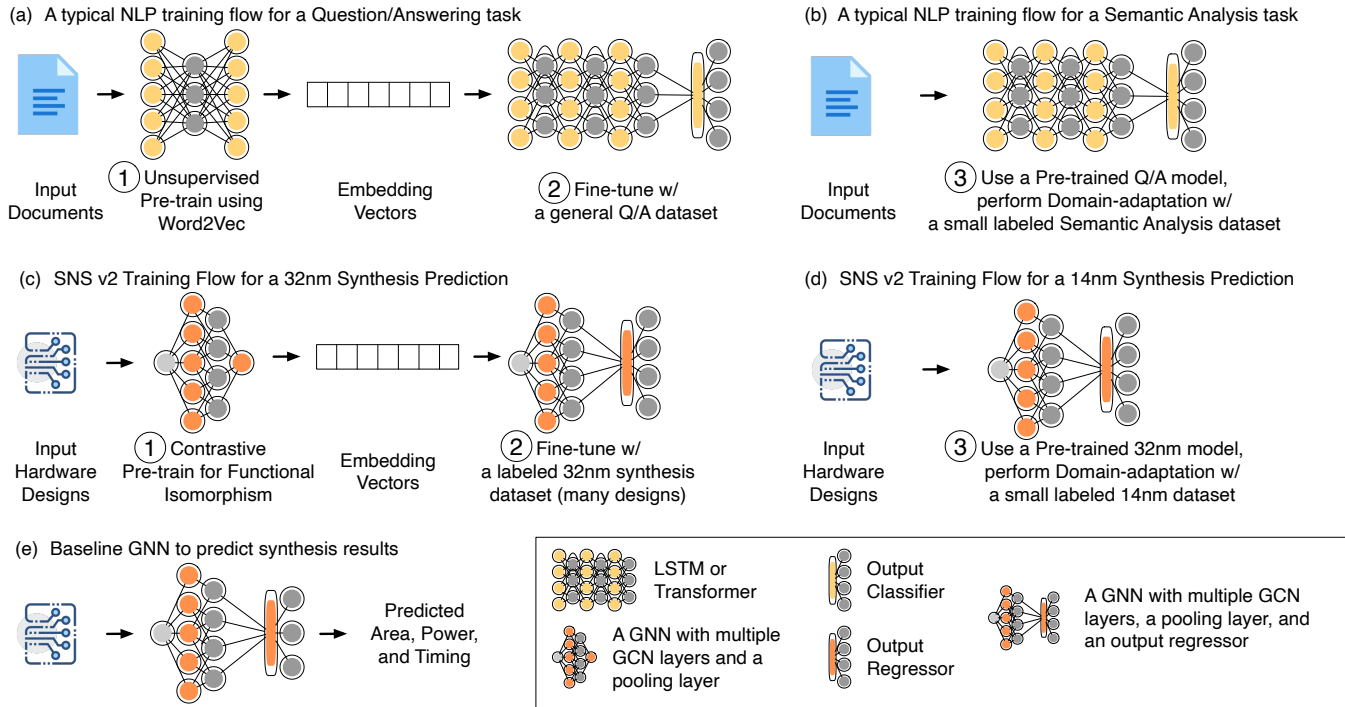 (a) A typical NLP training flow for a Question/Answering task
Input
Documents
1 Unsupervised
Pre-train using
Word2Vec
Embedding
Vectors
2 Fine-tune w/
a general Q/A dataset
(b) A typical NLP training flow for a Semantic Analysis task
Input
Documents
3 Use a Pre-trained Q/A model,
perform Domain-adaptation w/
a small labeled Semantic Analysis dataset
(c) SNS v2 Training Flow for a 32nm Synthesis Prediction
Input
Hardware
Designs
1 Contrastive
Pre-train for Functional
Isomorphism
Embedding
Vectors
2 Fine-tune w/
a labeled 32nm synthesis
dataset (many designs)
(d) SNS v2 Training Flow for a 14nm Synthesis Prediction
Input
Hardware
Designs
3 Use a Pre-trained 32nm model,
perform Domain-adaptation w/
a small labeled 14nm dataset
(e) Baseline GNN to predict synthesis results
Predicted
Area, Power,
and Timing
LSTM or
Transformer
A GNN with multiple
GCN layers and a
pooling layer
Output
Classifier
Output
Regressor
A GNN with multiple GCN
layers, a pooling layer, and
an output regressor